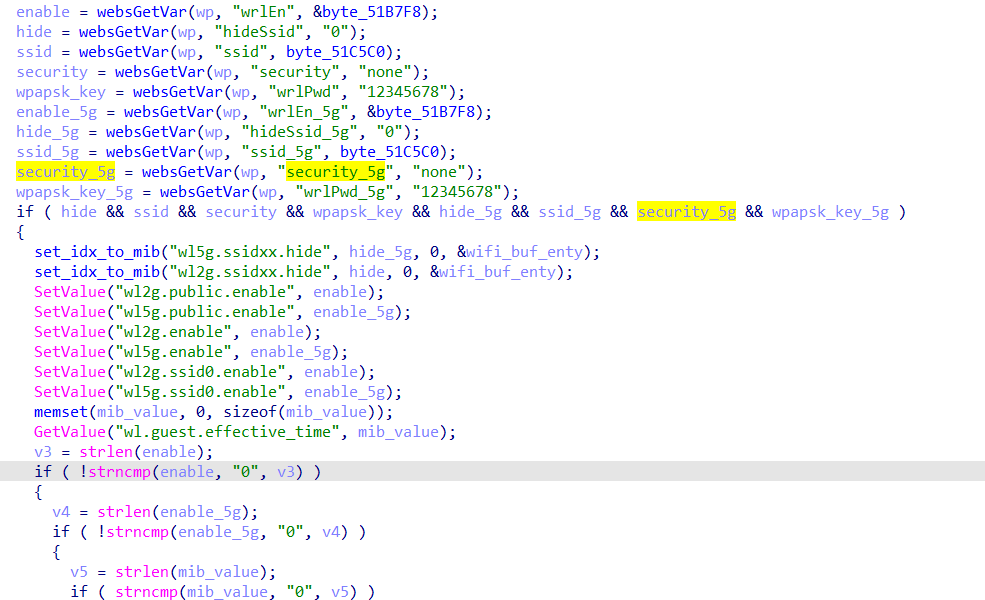 enable = websGetVar(wp, "wrlEn", &byte_51B7F8);
hide = websGetVar(wp, "hideSsid", "0");
ssid = websGetVar(wp, "ssid", byte_51C5C0);
security = websGetVar(wp, "security", "none");
wpapsk_key = websGetVar(wp, "wrlPwd", "12345678");
enable_5g = websGetVar(wp, "wrlEn_5g", &byte_51B7F8);
hide_5g = websGetVar(wp, "hideSsid_5g", "0");
ssid_5g = websGetVar(wp, "ssid_5g", byte_51C5C0);
security_5g = websGetVar(wp, "security_5g", "none");
wpapsk_key_5g = websGetVar(wp, "wrlPwd_5g", "12345678");
if ( hide && ssid && security && wpapsk_key && hide_5g && ssid_5g && security_5g && wpapsk_key_5g )
{
set_idx_to_mib("wl5g.ssidxx.hide", hide_5g, 0, &wifi_buf_enty);
set_idx_to_mib("wl2g.ssidxx.hide", hide, 0, &wifi_buf_enty);
SetValue("wl2g.public.enable", enable);
SetValue("wl5g.public.enable", enable_5g);
SetValue("wl2g.enable", enable);
SetValue("wl5g.enable", enable_5g);
SetValue("wl2g.ssid0.enable", enable);
SetValue("wl5g.ssid0.enable", enable_5g);
memset(mib_value, 0, sizeof(mib_value));
GetValue("wl.guest.effective_time", mib_value);
v3 = strlen(enable);
if ( !strncmp(enable, "0", v3) )
{
v4 = strlen(enable_5g);
if ( !strncmp(enable_5g, "0", v4) )
{
v5 = strlen(mib_value);
if ( strncmp(mib_value, "0", v5) )